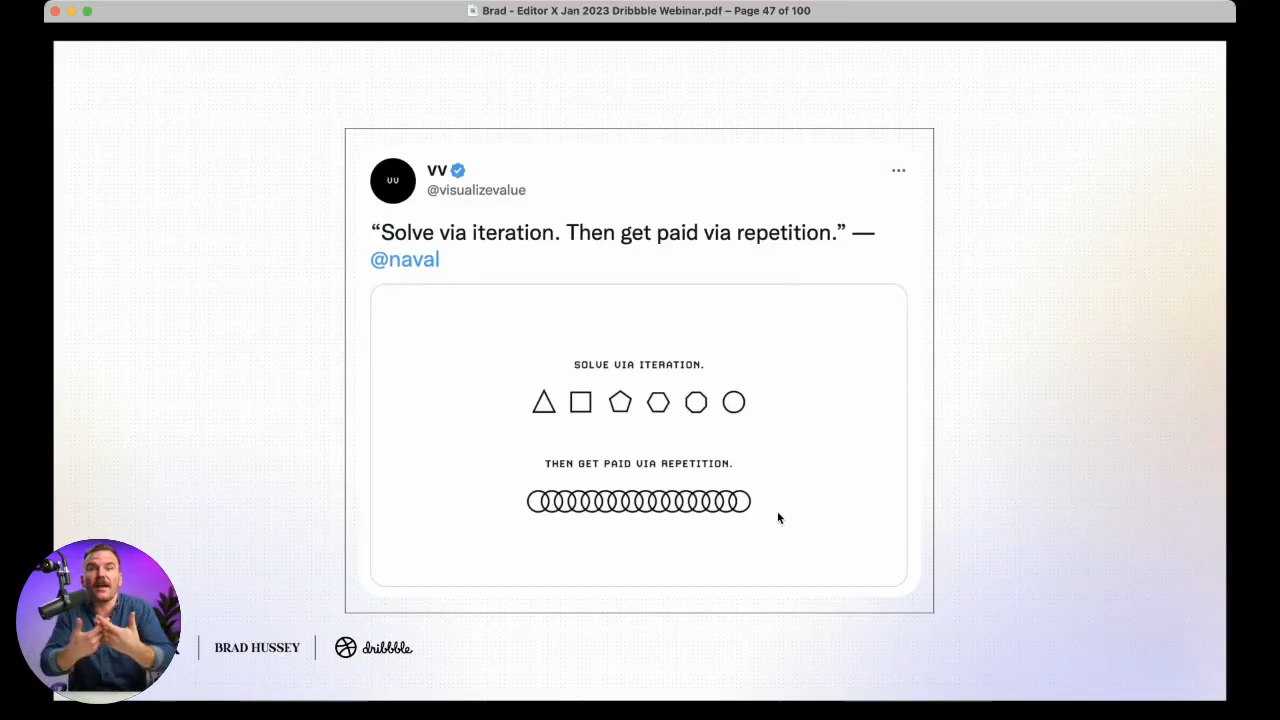 Brad - Editor X Jan 2023 Dribbble Webinar.pdf – Page 47 of 100
VV
VV
@visualizevalue
“Solve via iteration. Then get paid via repetition.” —
@naval
SOLVE VIA ITERATION.
THEN GET PAID VIA REPETITION.
BRAD HUSSEY
dribbble